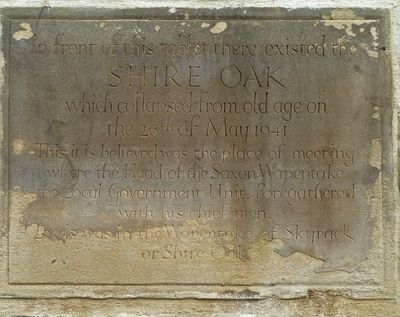 In front of this tablet there existed the
SHIRE OAK
which collapsed from old age on
the 26th of May 1941
This it is believed was the place of meeting
where the Head of the Saxon Wapentake
the Local Government Unit, foregathered
with his chief men.
was in the Wapentake of Skyrack
or Shire Oak